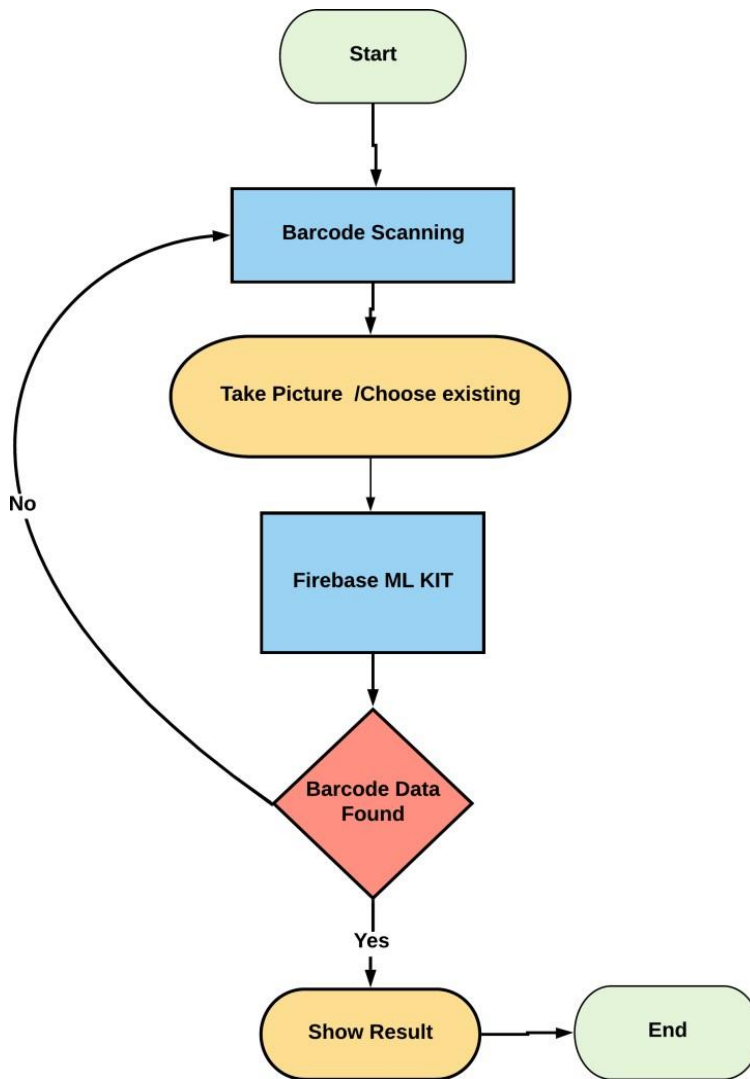 Start
Barcode Scanning
Take Picture  /Choose existing
No
Firebase ML KIT
Barcode Data
Found
Yes
Show Result
End